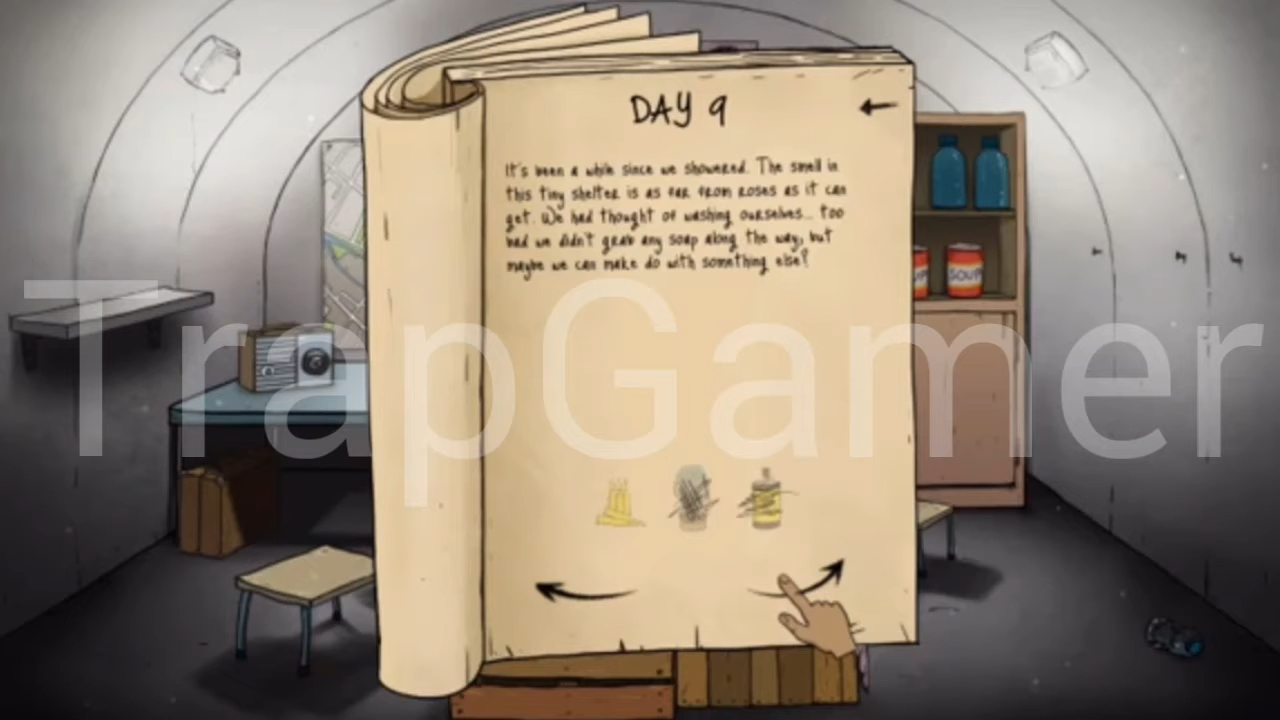 DAY 9
It's been a while since we showered. The smell in
this tiny shelter is as far from roses as it can
get. We had thought of washing ourselves... too
bad we didn't grab any soap along the way, but
maybe we can make do with something else?
SOUP
TrapGamer